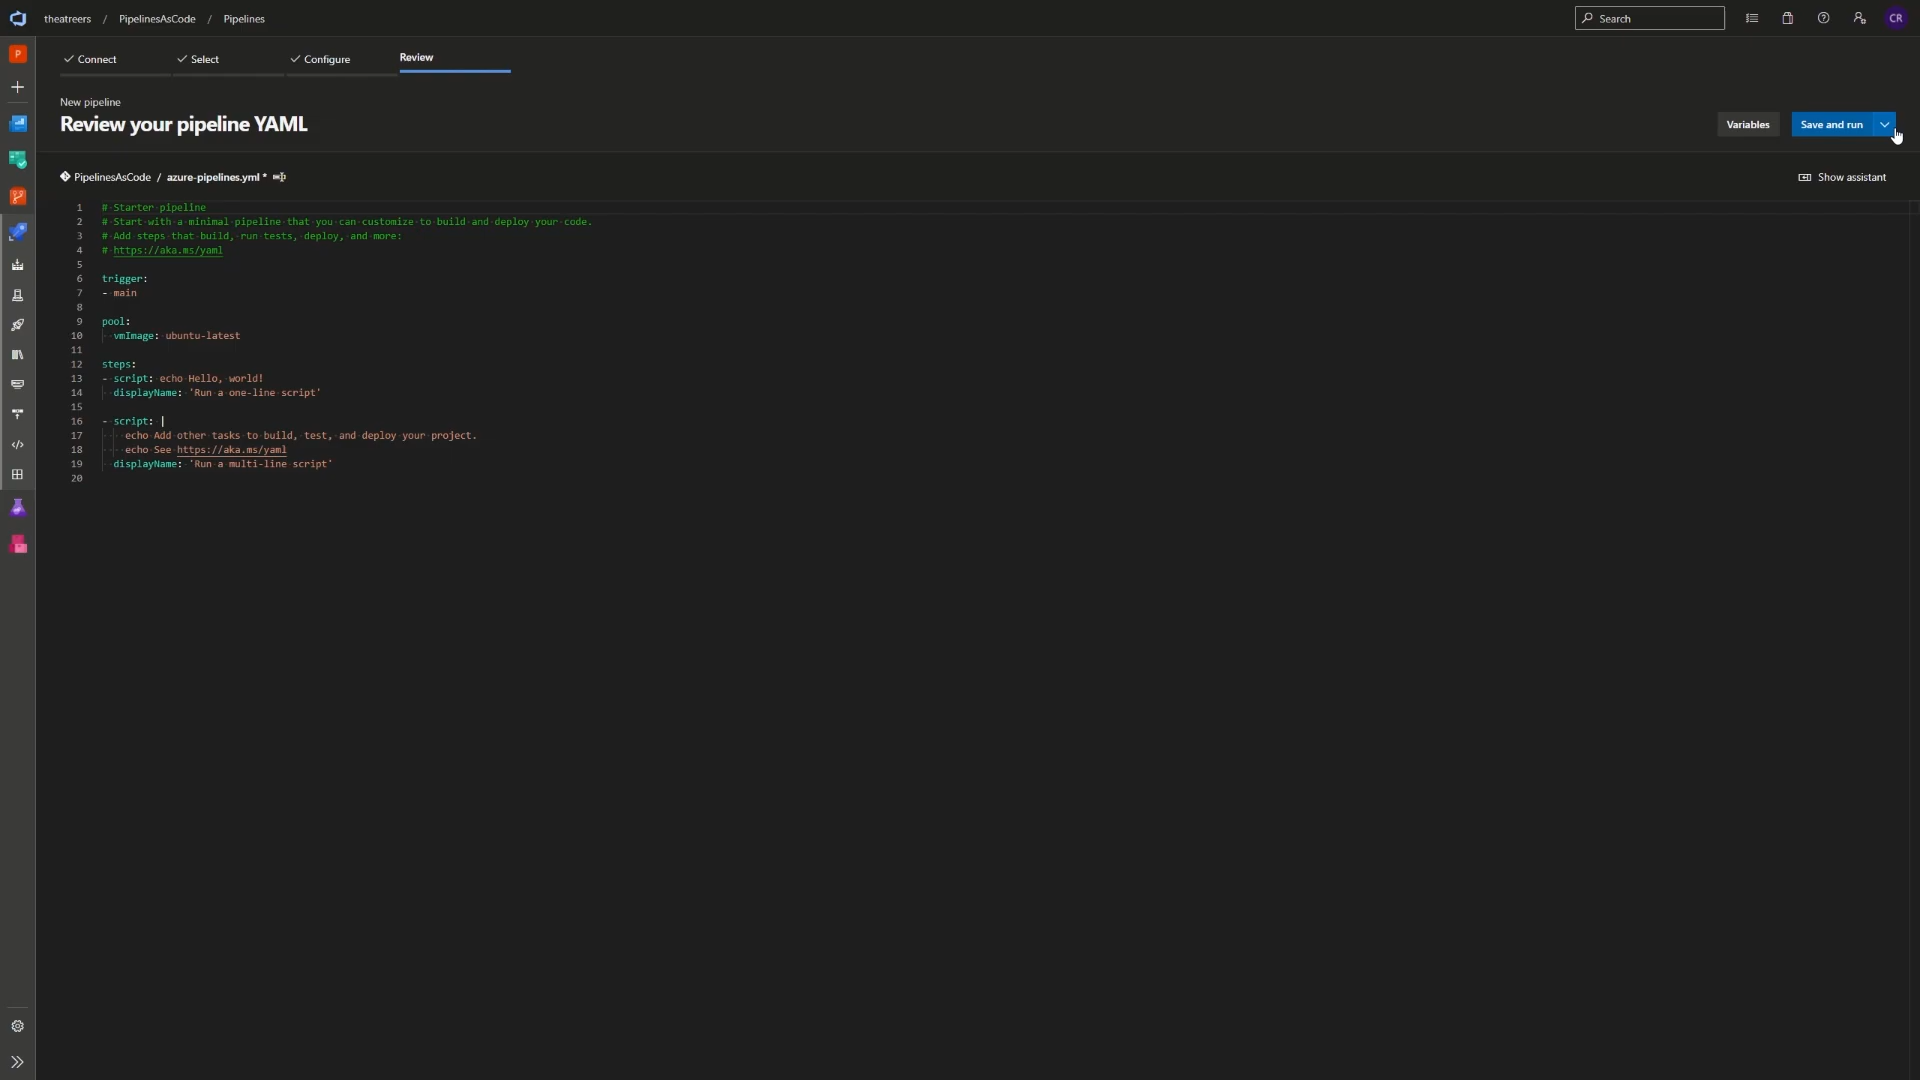 theatreers / PipelinesAsCode / Pipelines
Search
CR
P
Connect
Select
Configure
Review
New pipeline
Review your pipeline YAML
Variables
Save and run
PipelinesAsCode / azure-pipelines.yml *
Show assistant
1 # Starter pipeline
2 # Start with a minimal pipeline that you can customize to build and deploy your code.
3 # Add steps that build, run tests, deploy, and more:
4 # https://aka.ms/yaml
5
6 trigger:
7 - main
8
9 pool:
10 vmImage: ubuntu-latest
11
12 steps:
13 - script: echo Hello, world!
14 displayName: 'Run a one-line script'
15
16 - script: |
17 echo Add other tasks to build, test, and deploy your project.
18 echo See https://aka.ms/yaml
19 displayName: 'Run a multi-line script'
20